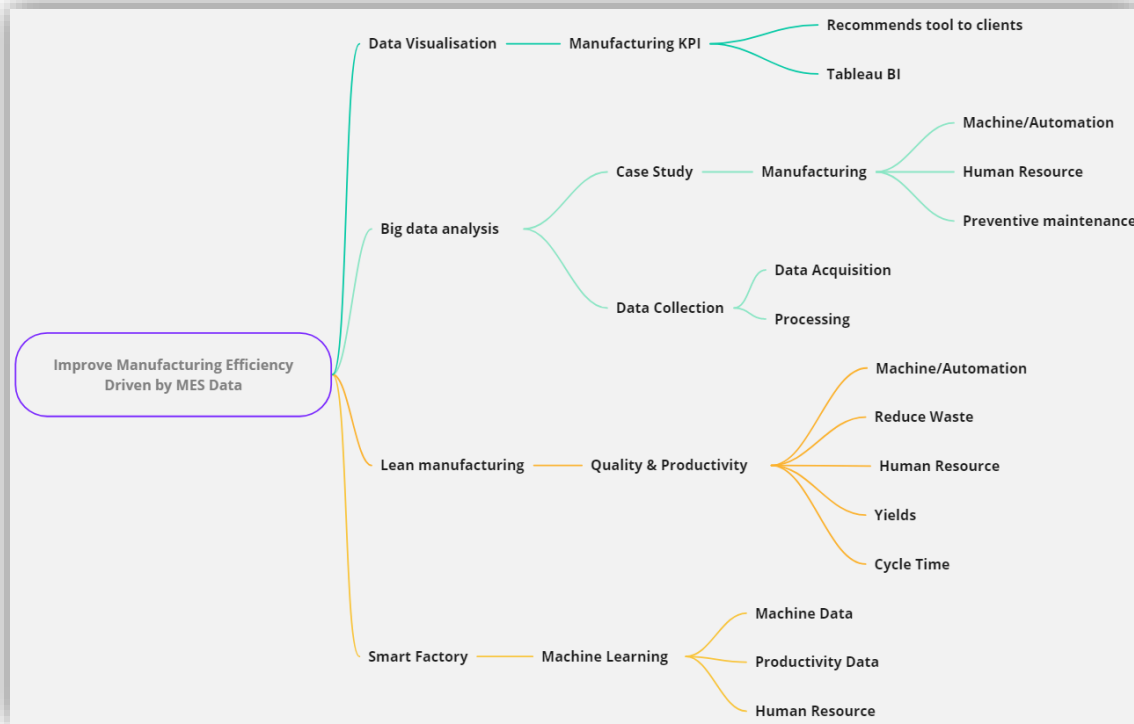 Improve Manufacturing Efficiency
Driven by MES Data
Data Visualisation
Manufacturing KPI
Recommends tool to clients
Tableau BI
Big data analysis
Case Study
Manufacturing
Machine/Automation
Human Resource
Preventive maintenance
Data Collection
Data Acquisition
Processing
Lean manufacturing
Quality & Productivity
Machine/Automation
Reduce Waste
Human Resource
Yields
Cycle Time
Smart Factory
Machine Learning
Machine Data
Productivity Data
Human Resource